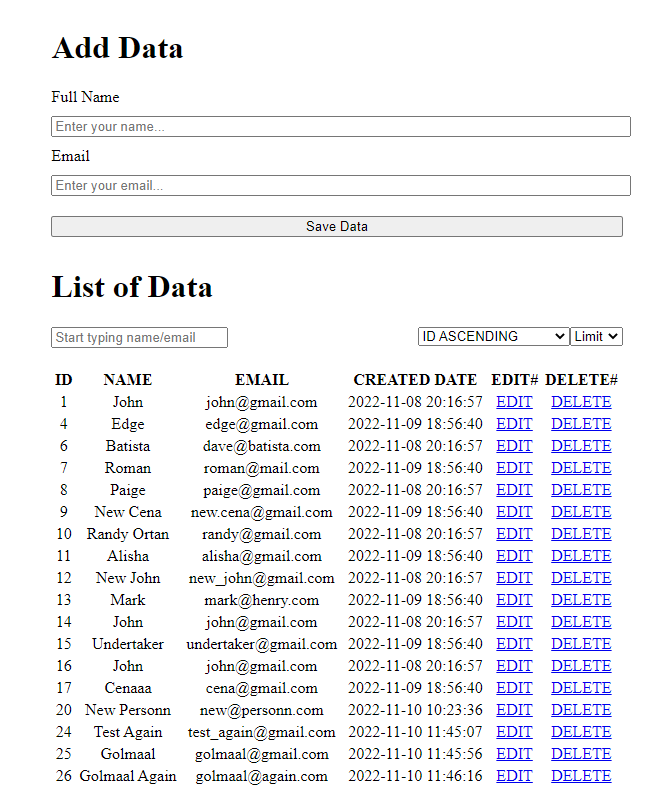 Add Data
Full Name
Enter your name...
Email
Enter your email...
Save Data
List of Data
Start typing name/email ID ASCENDING Limit
ID NAME EMAIL CREATED DATE EDIT# DELETE#
1 John john@gmail.com 2022-11-08 20:16:57 EDIT DELETE
4 Edge edge@gmail.com 2022-11-09 18:56:40 EDIT DELETE
6 Batista dave@batista.com 2022-11-08 20:16:57 EDIT DELETE
7 Roman roman@mail.com 2022-11-09 18:56:40 EDIT DELETE
8 Paige paige@gmail.com 2022-11-08 20:16:57 EDIT DELETE
9 New Cena new.cena@gmail.com 2022-11-09 18:56:40 EDIT DELETE
10 Randy Ortan randy@gmail.com 2022-11-08 20:16:57 EDIT DELETE
11 Alisha alisha@gmail.com 2022-11-09 18:56:40 EDIT DELETE
12 New John new_john@gmail.com 2022-11-08 20:16:57 EDIT DELETE
13 Mark mark@henry.com 2022-11-09 18:56:40 EDIT DELETE
14 John john@gmail.com 2022-11-08 20:16:57 EDIT DELETE
15 Undertaker undertaker@gmail.com 2022-11-09 18:56:40 EDIT DELETE
16 John john@gmail.com 2022-11-08 20:16:57 EDIT DELETE
17 Cenaaa cena@gmail.com 2022-11-09 18:56:40 EDIT DELETE
20 New Personn new@personn.com 2022-11-10 10:23:36 EDIT DELETE
24 Test Again test_again@gmail.com 2022-11-10 11:45:07 EDIT DELETE
25 Golmaal golmaal@gmail.com 2022-11-10 11:45:56 EDIT DELETE
26 Golmaal Again golmaal@again.com 2022-11-10 11:46:16 EDIT DELETE